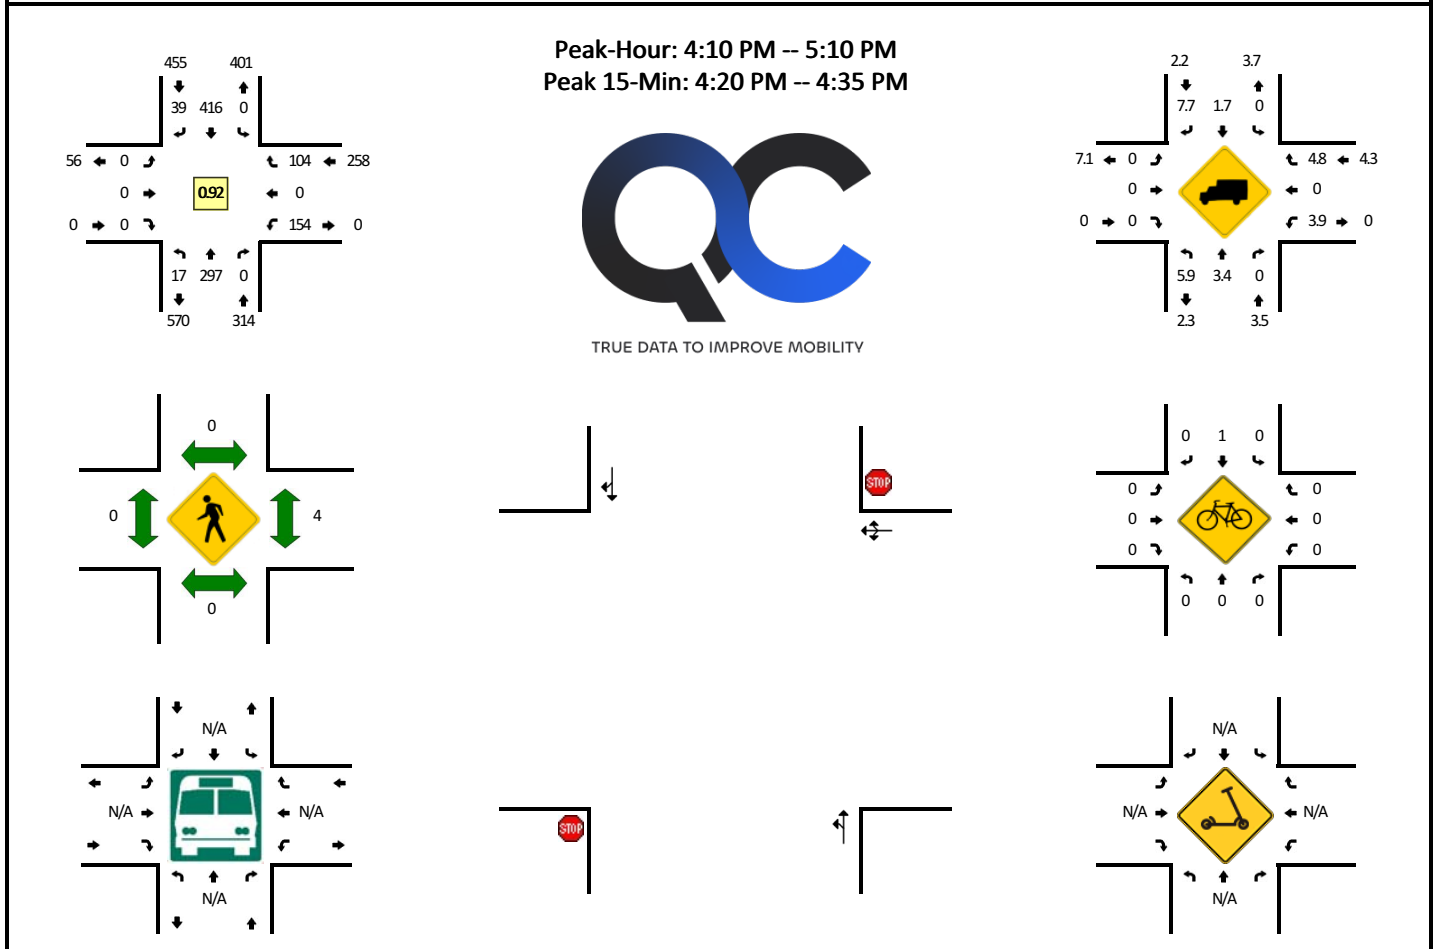 Peak-Hour: 4:10 PM -- 5:10 PM
Peak 15-Min: 4:20 PM -- 4:35 PM
455 401
39 416 0
56 0 104 258
0 0.92 0
0 0 154 0
17 297 0
570 314
TRUE DATA TO IMPROVE MOBILITY
2.2 3.7
7.7 1.7 0
7.1 0 4.8 4.3
0 0
0 0 3.9 0
5.9 3.4 0
2.3 3.5
0
0 4
0
STOP
STOP
0 1 0
0 0
0 0
0 0
0 0 0
N/A
N/A N/A
N/A
N/A
N/A N/A
N/A